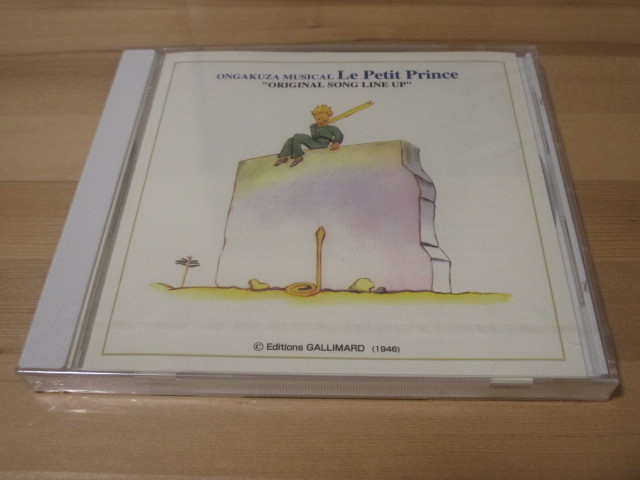 ONGAKUZA MUSICAL Le Petit Prince
"ORIGINAL SONG LINE UP"
© Editions GALLIMARD (1946)